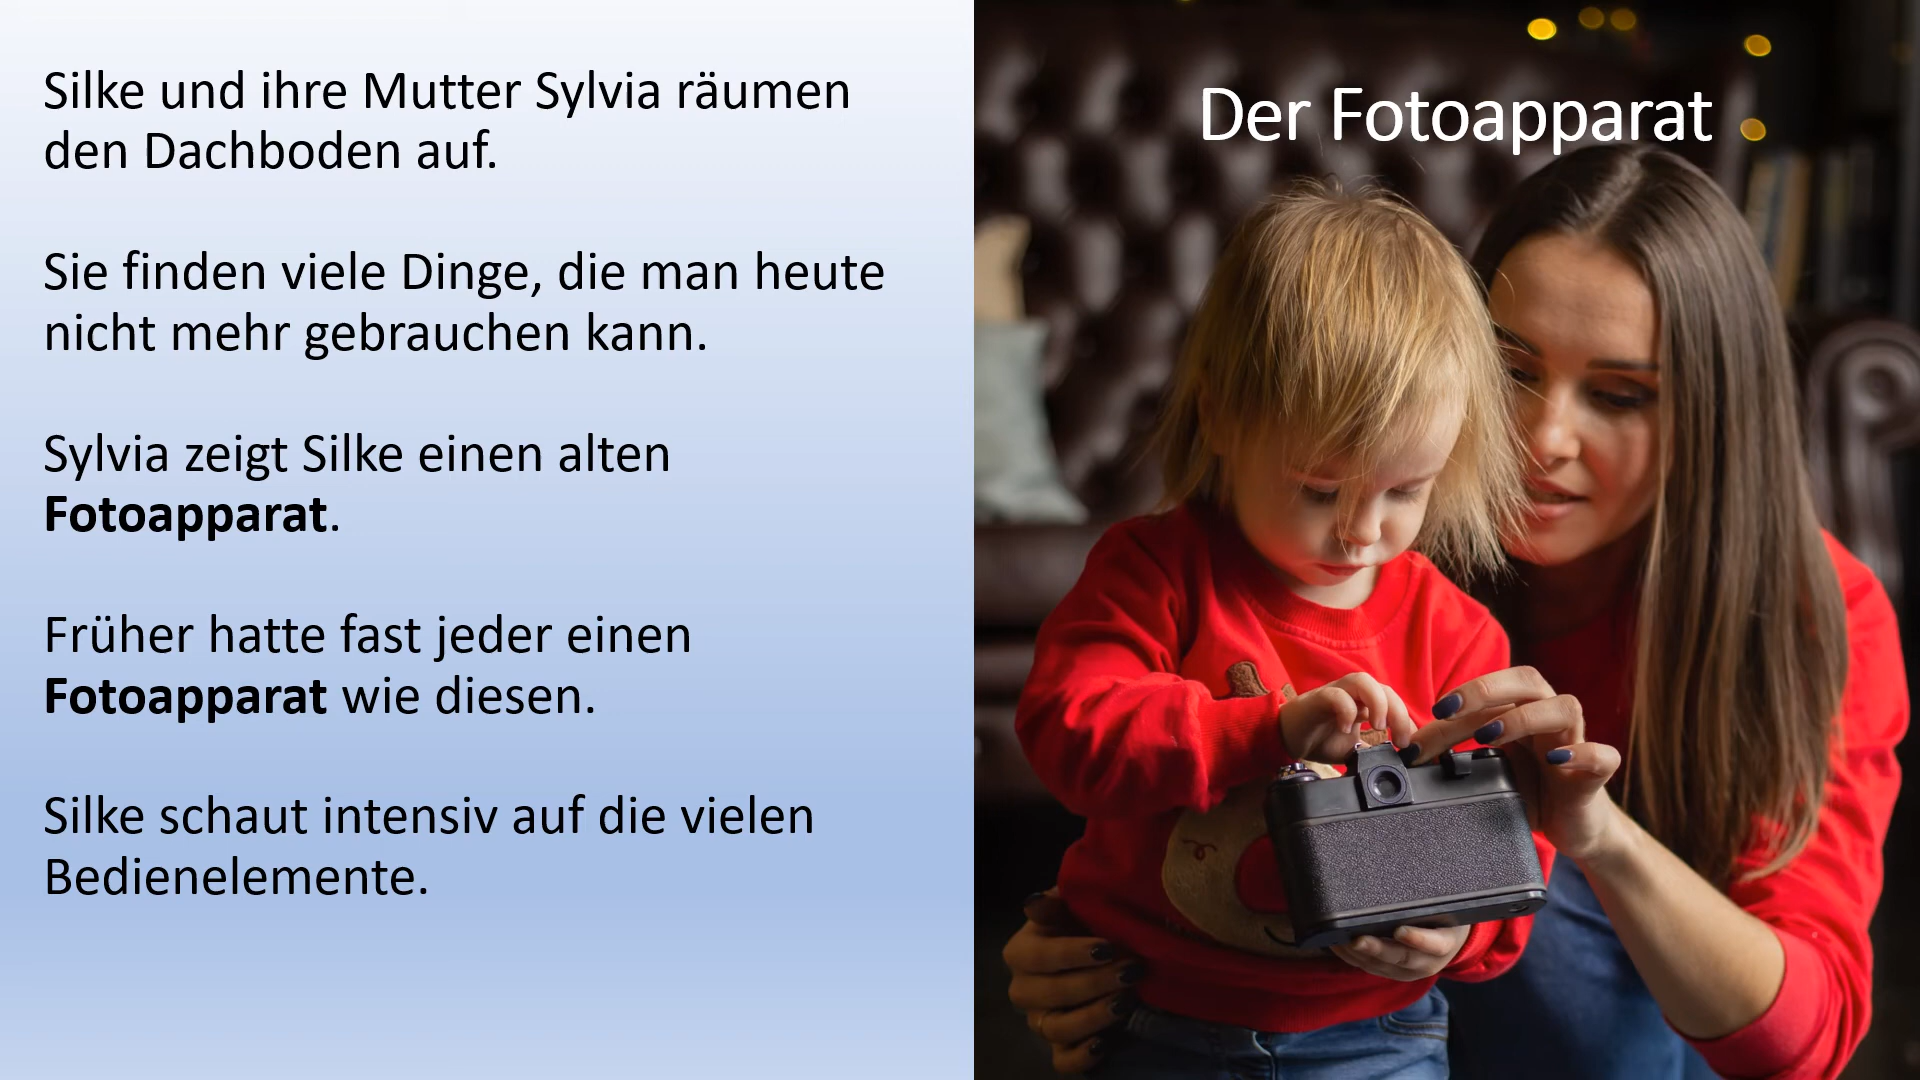 Der Fotoapparat
Silke und ihre Mutter Sylvia räumen
den Dachboden auf.
Sie finden viele Dinge, die man heute
nicht mehr gebrauchen kann.
Sylvia zeigt Silke einen alten
Fotoapparat.
Früher hatte fast jeder einen
Fotoapparat wie diesen.
Silke schaut intensiv auf die vielen
Bedienelemente.